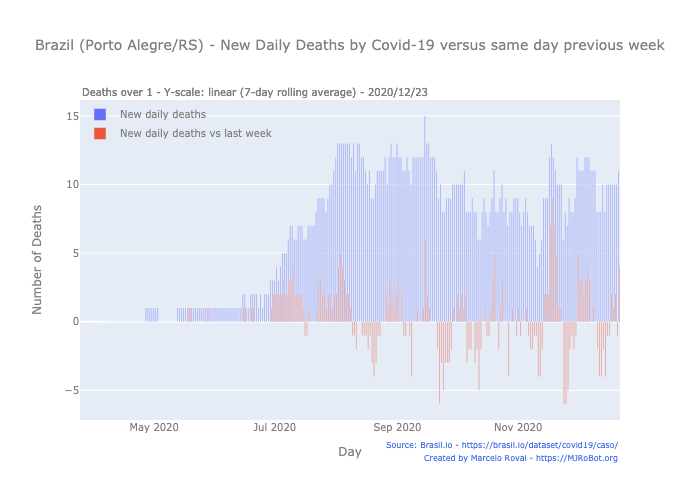 Brazil (Porto Alegre/RS) - New Daily Deaths by Covid-19 versus same day previous week
Deaths over 1 - Y-scale: linear (7-day rolling average) - 2020/12/23
New daily deaths
New daily deaths vs last week
Number of Deaths
15
10
5
0
−5
May 2020
Jul 2020
Sep 2020
Nov 2020
Day
Source: Brasil.io - https://brasil.io/dataset/covid19/caso/
Created by Marcelo Rovai - https://MJRoBot.org